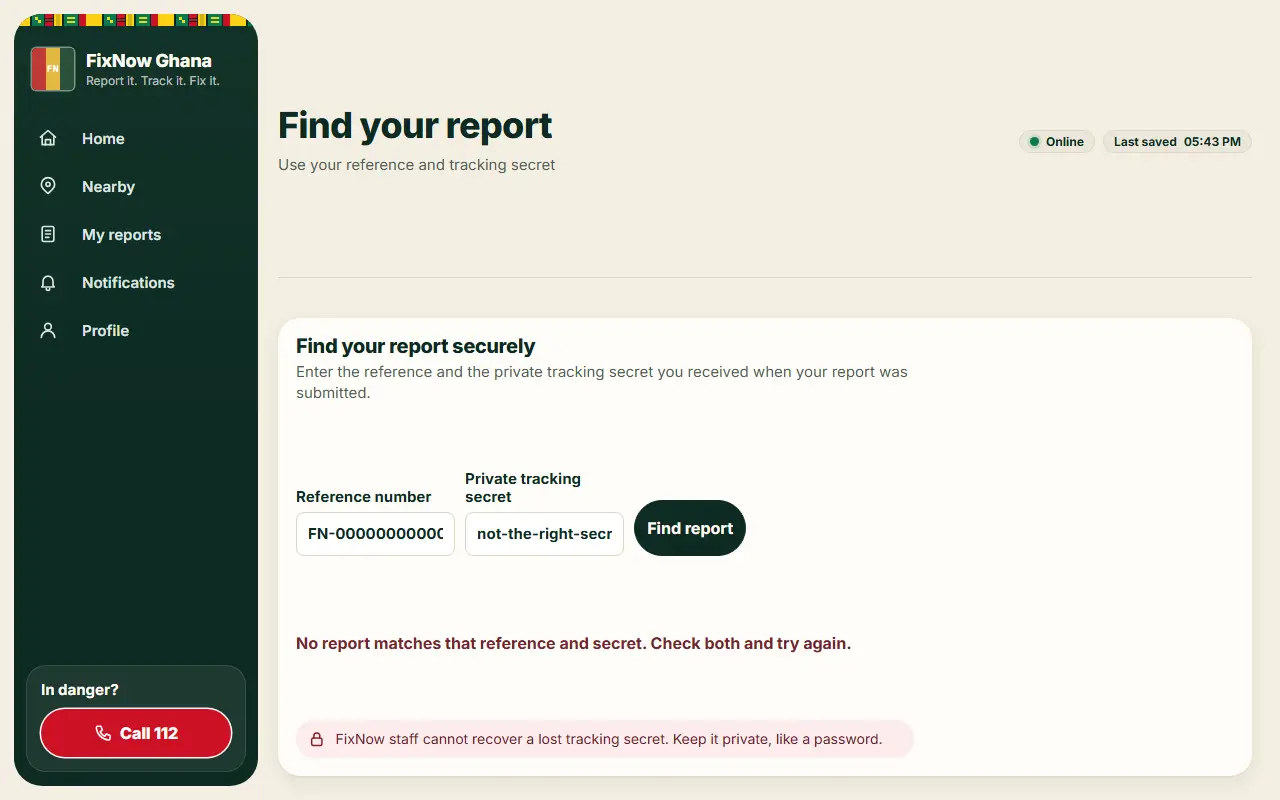 FN
FixNow Ghana
Report it. Track it. Fix it.
Home
Nearby
My reports
Notifications
Profile
In danger?
Call 112
Find your report
Use your reference and tracking secret
Online
Last saved 05:43 PM
Find your report securely
Enter the reference and the private tracking secret you received when your report was
submitted.
Reference number
Private tracking
secret
FN-00000000000
not-the-right-secr
Find report
No report matches that reference and secret. Check both and try again.
FixNow staff cannot recover a lost tracking secret. Keep it private, like a password.